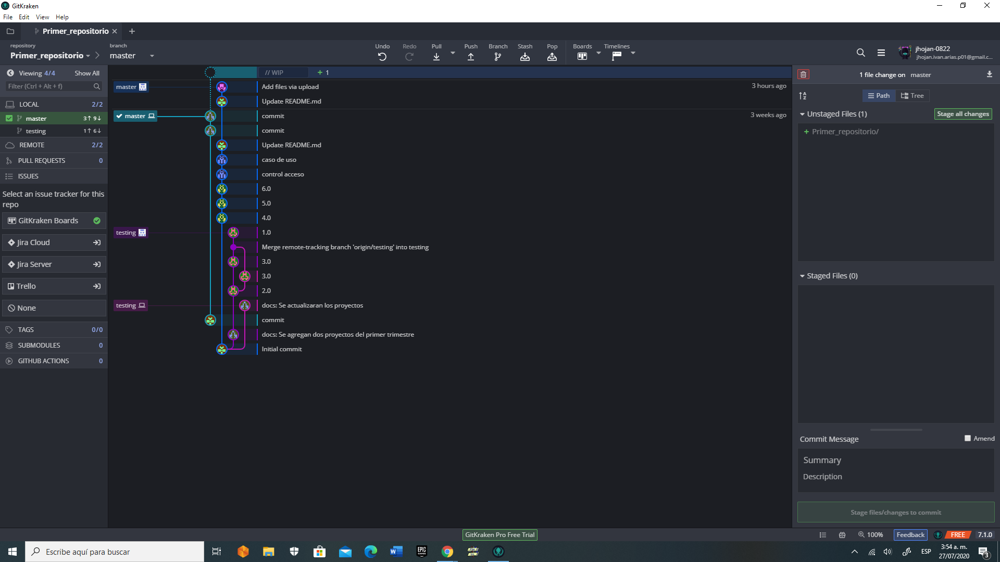 GitKraken
File Edit View Help
Primer_repositorio
repository
Primer_repositorio
branch
master
Undo
Redo
Pull
Push
Branch
Stash
Pop
Boards
Timelines
jhojan-0822
jhojan.ivan.arias.p01@gmail.c...
Viewing 4/4 Show All
Filter (Ctrl + Alt + f)
LOCAL 2/2
master 3↑ 9↓
testing 1↑ 6↓
REMOTE 2/2
PULL REQUESTS 0
ISSUES
Select an issue tracker for this
repo
GitKraken Boards
Jira Cloud
Jira Server
Trello
None
TAGS 0/0
SUBMODULES 0
GITHUB ACTIONS 0
// WIP + 1
master Add files via upload 3 hours ago
Update README.md
master commit 3 weeks ago
commit
Update README.md
caso de uso
control acceso
6.0
5.0
4.0
testing 1.0
Merge remote-tracking branch 'origin/testing' into testing
3.0
3.0
2.0
testing docs: Se actualizaran los proyectos
commit
docs: Se agregan dos proyectos del primer trimestre
Initial commit
1 file change on master
Path Tree
Unstaged Files (1) Stage all changes
+ Primer_repositorio/
Staged Files (0)
Commit Message Amend
Summary
Description
Stage files/changes to commit
GitKraken Pro Free Trial
100% Feedback FREE 7.1.0
Escribe aquí para buscar
EPIC
GAMES
ESP
3:54 a. m.
27/07/2020
3